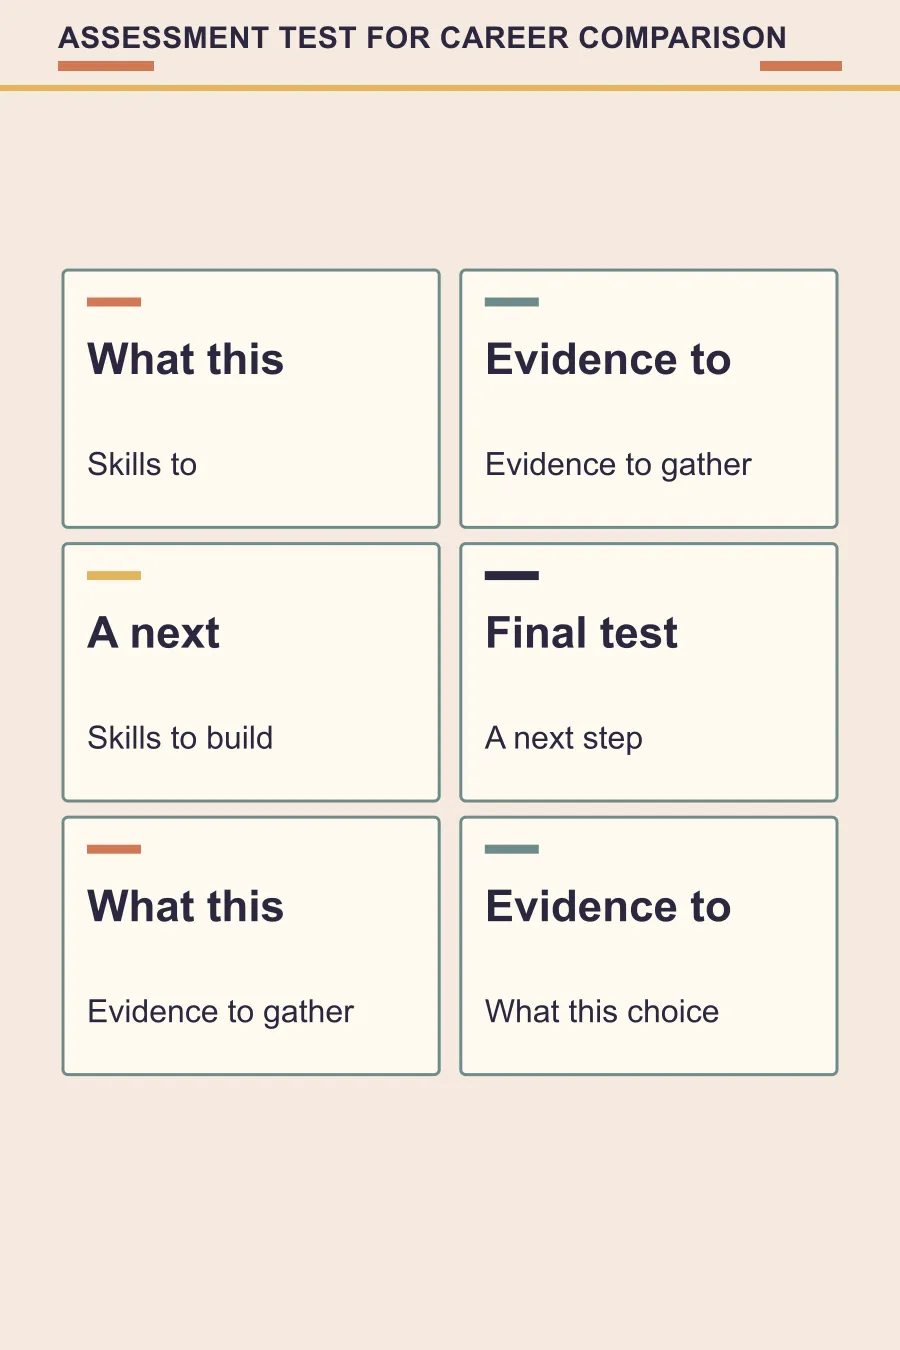 ASSESSMENT TEST FOR CAREER COMPARISON
What this
Skills to
Evidence to
Evidence to gather
A next
Skills to build
Final test
A next step
What this
Evidence to gather
Evidence to
What this choice